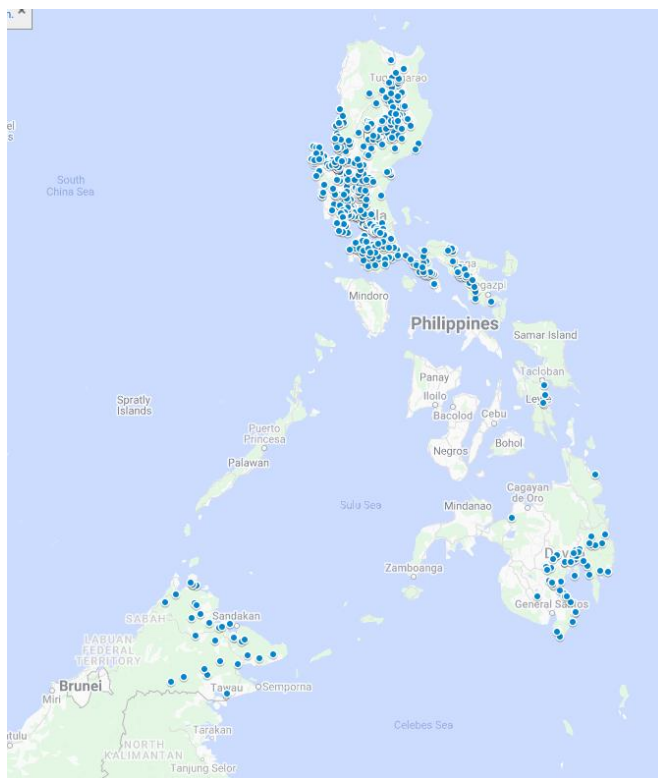 n. x
Tuguegarao
South
China Sea
Mindoro
Philippines
Samar Island
Panay
Tacloban
Leyte
Spratly
Islands
Iloilo
Bacolod
Cebu
Puerto
Princesa
Bohol
Palawan
Negros
Cagayan
de Oro
Sulu Sea
Mindanao
Zamboanga
General Santos
SABAH
Sandakan
LABUAN
FEDERAL
TERRITORY
Brunei
Miri
Tawau
Semporna
Tarakan
Celebes Sea
NORTH
KALIMANTAN
Tanjung Selor